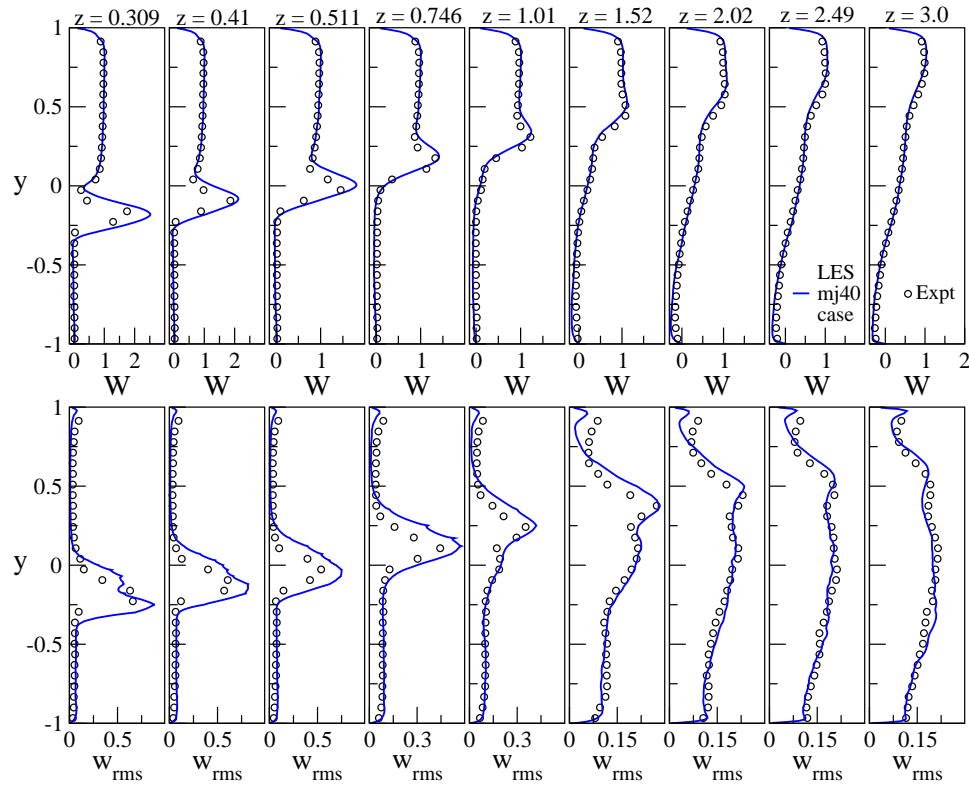 z = 0.309 z = 0.41 z = 0.511 z = 0.746 z = 1.01 z = 1.52 z = 2.02 z = 2.49 z = 3.0
1
0.5
y 0
-0.5
LES
mj40
case
Expt
-1
0 1 2 0 1 2 0 1 0 1 0 1 0 1 0 1 0 1 0 1 2
W W W W W W W W W
1
0.5
y 0
-0.5
-1
0 0.5 0 0.5 0 0.5 0 0.3 0 0.3 0 0.15 0 0.15 0 0.15 0 0.15
w rms w rms w rms w rms w rms w rms w rms w rms w rms